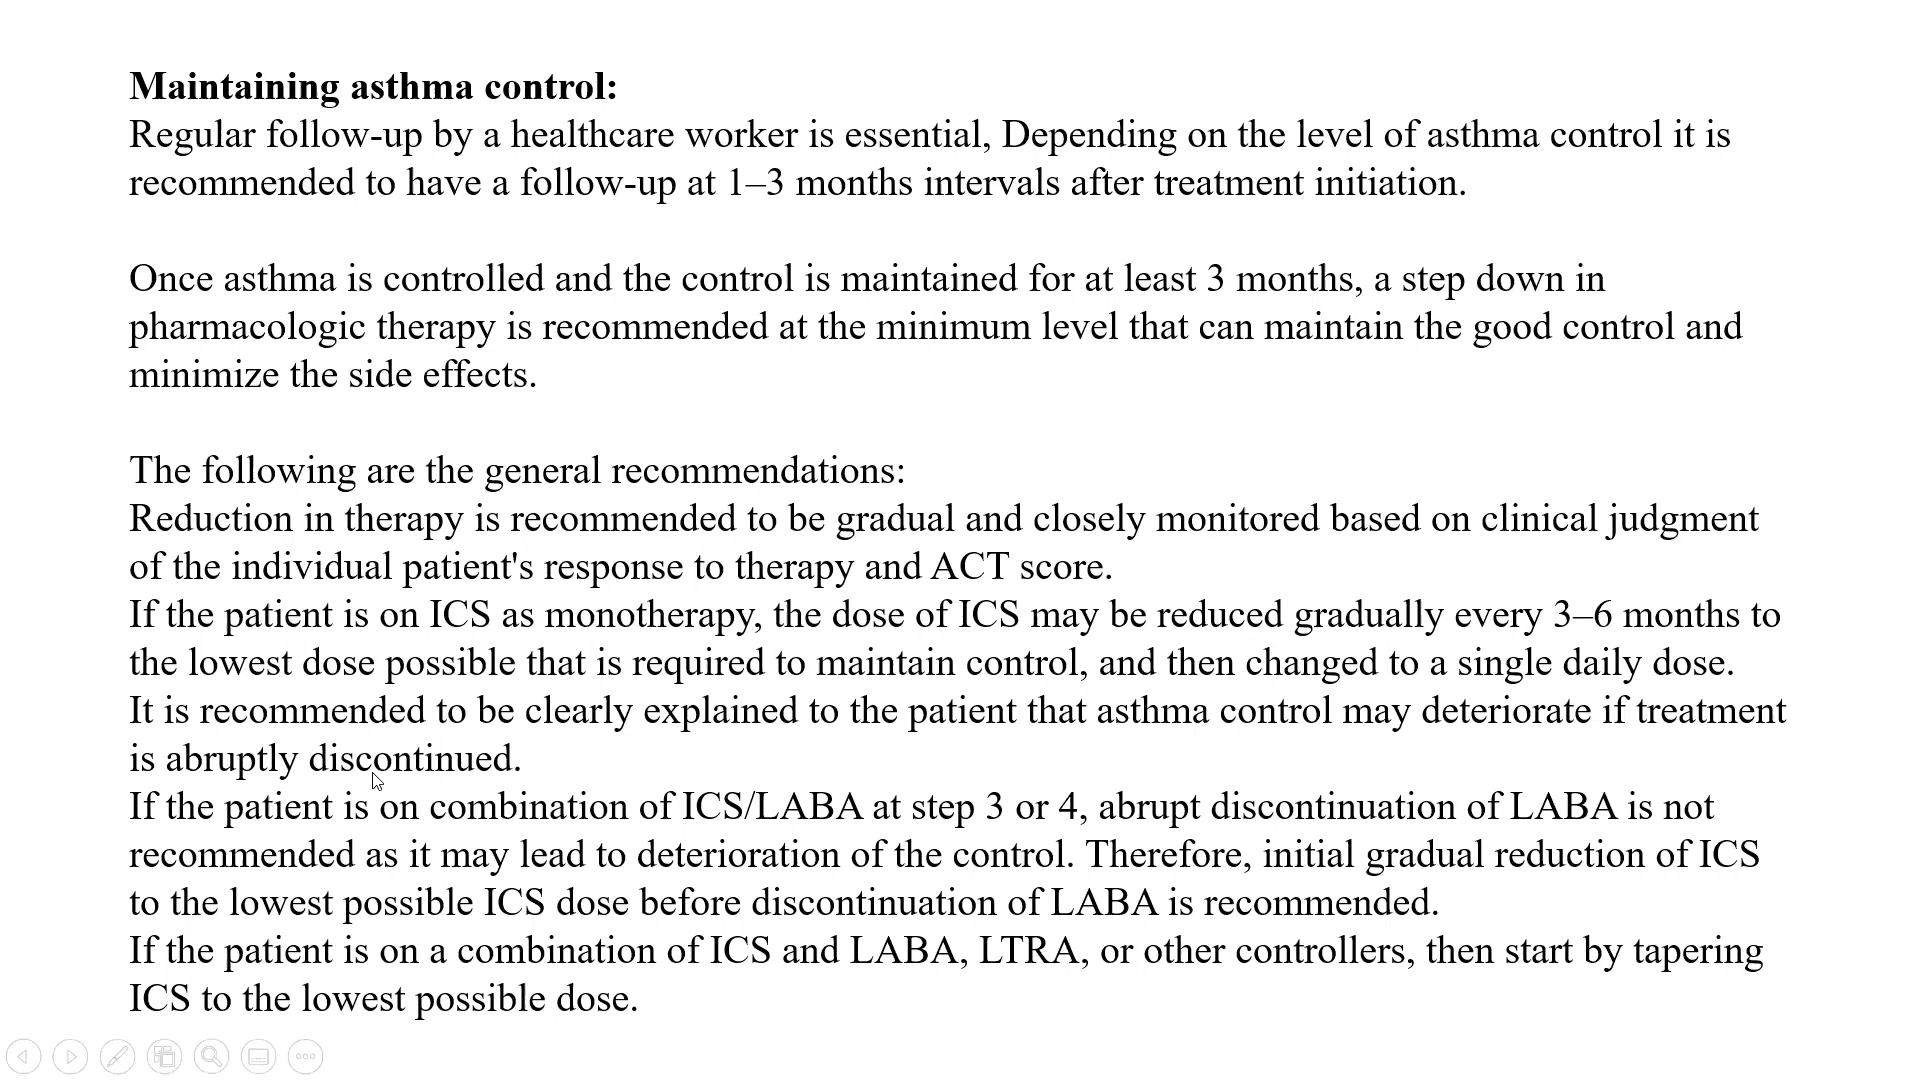 Maintaining asthma control:
Regular follow-up by a healthcare worker is essential, Depending on the level of asthma control it is
recommended to have a follow-up at 1–3 months intervals after treatment initiation.
Once asthma is controlled and the control is maintained for at least 3 months, a step down in
pharmacologic therapy is recommended at the minimum level that can maintain the good control and
minimize the side effects.
The following are the general recommendations:
Reduction in therapy is recommended to be gradual and closely monitored based on clinical judgment
of the individual patient's response to therapy and ACT score.
If the patient is on ICS as monotherapy, the dose of ICS may be reduced gradually every 3–6 months to
the lowest dose possible that is required to maintain control, and then changed to a single daily dose.
It is recommended to be clearly explained to the patient that asthma control may deteriorate if treatment
is abruptly discontinued.
If the patient is on combination of ICS/LABA at step 3 or 4, abrupt discontinuation of LABA is not
recommended as it may lead to deterioration of the control. Therefore, initial gradual reduction of ICS
to the lowest possible ICS dose before discontinuation of LABA is recommended.
If the patient is on a combination of ICS and LABA, LTRA, or other controllers, then start by tapering
ICS to the lowest possible dose.